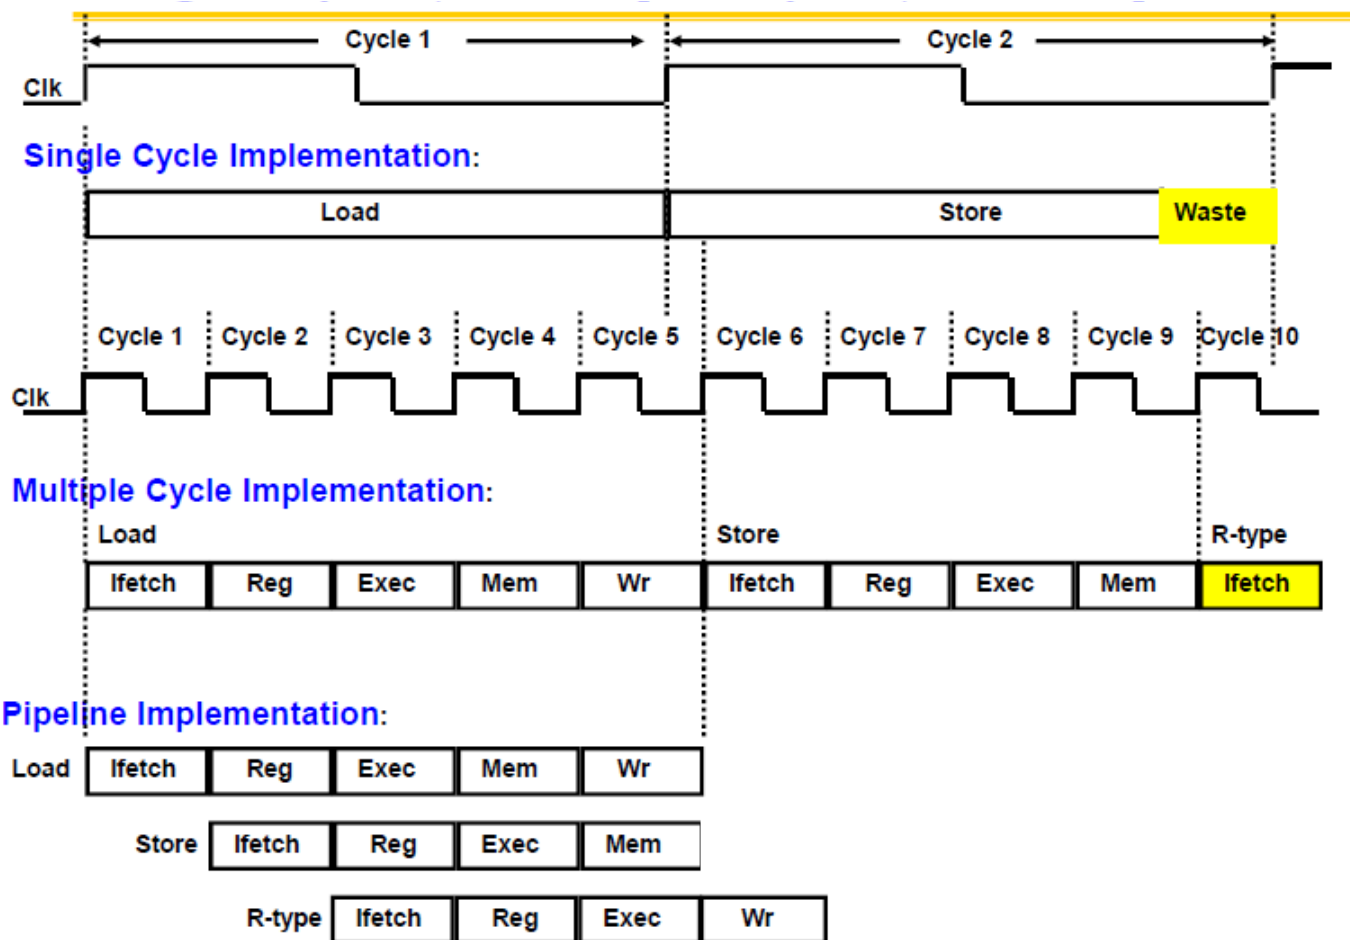 Cycle 1 Cycle 2
Clk
Single Cycle Implementation:
Load Store Waste
Cycle 1 Cycle 2 Cycle 3 Cycle 4 Cycle 5 Cycle 6 Cycle 7 Cycle 8 Cycle 9 Cycle 10
Clk
Multiple Cycle Implementation:
Load Store R-type
Ifetch Reg Exec Mem Wr Ifetch Reg Exec Mem Ifetch
Pipeline Implementation:
Load Ifetch Reg Exec Mem Wr
Store Ifetch Reg Exec Mem
R-type Ifetch Reg Exec Wr